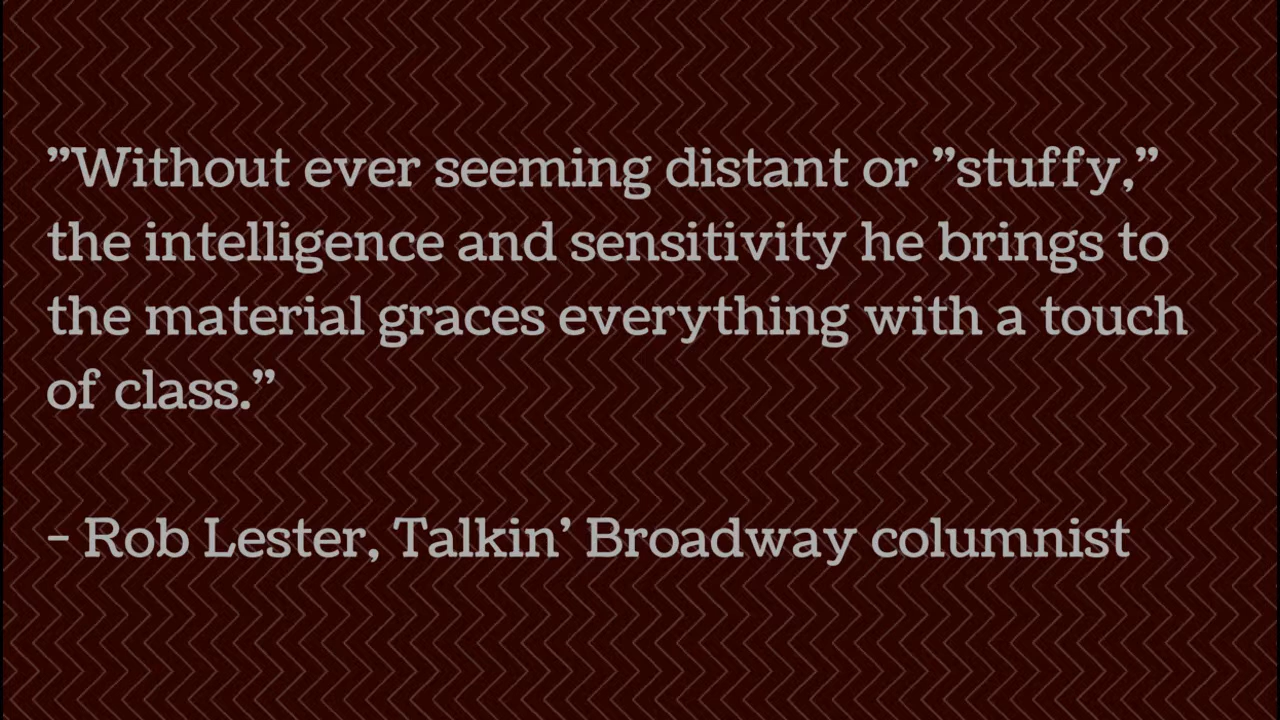 ”Without ever seeming distant or ”stuffy,”
the intelligence and sensitivity he brings to
the material graces everything with a touch
of class.”
– Rob Lester, Talkin’ Broadway columnist